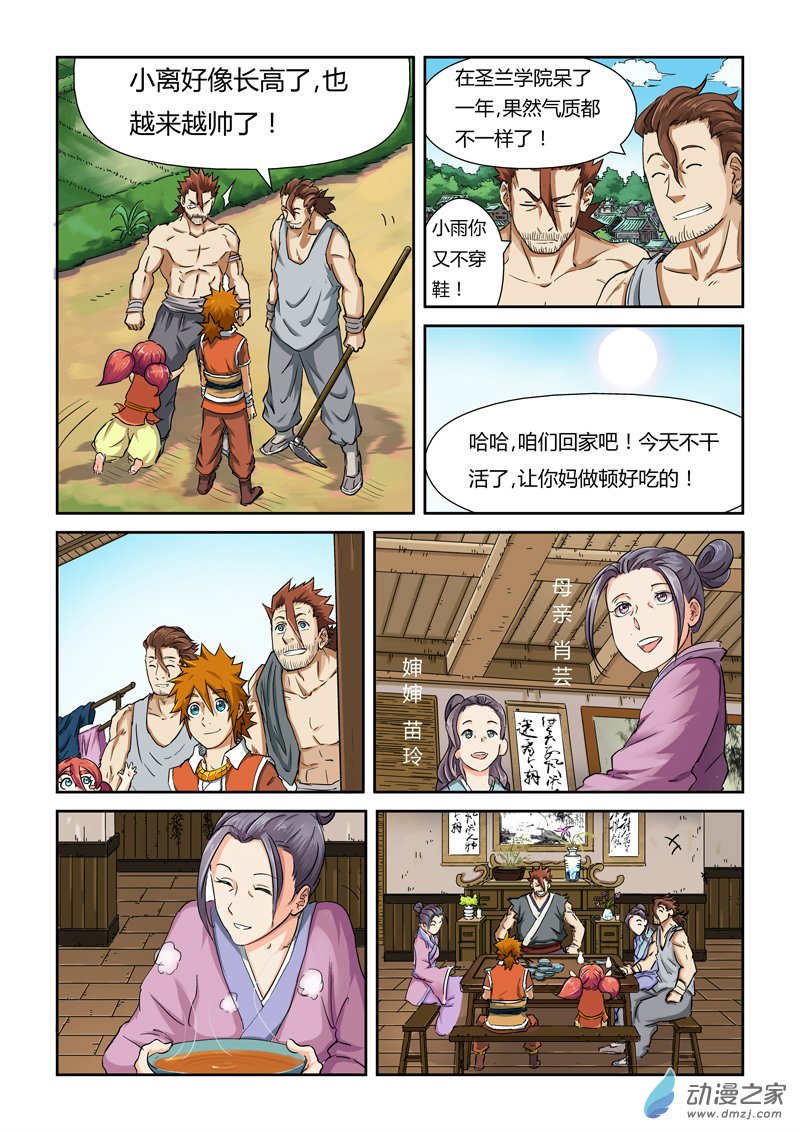 小离好像长高了，也
越来越帅了！
在圣兰学院呆了
一年，果然气质都
不一样了！
小雨你
又不穿
鞋！
哈哈，咱们回家吧！今天不干
活了，让你妈做顿好吃的！
母亲 肖芸
婶婶 苗玲
动漫之家
www.dmzj.com